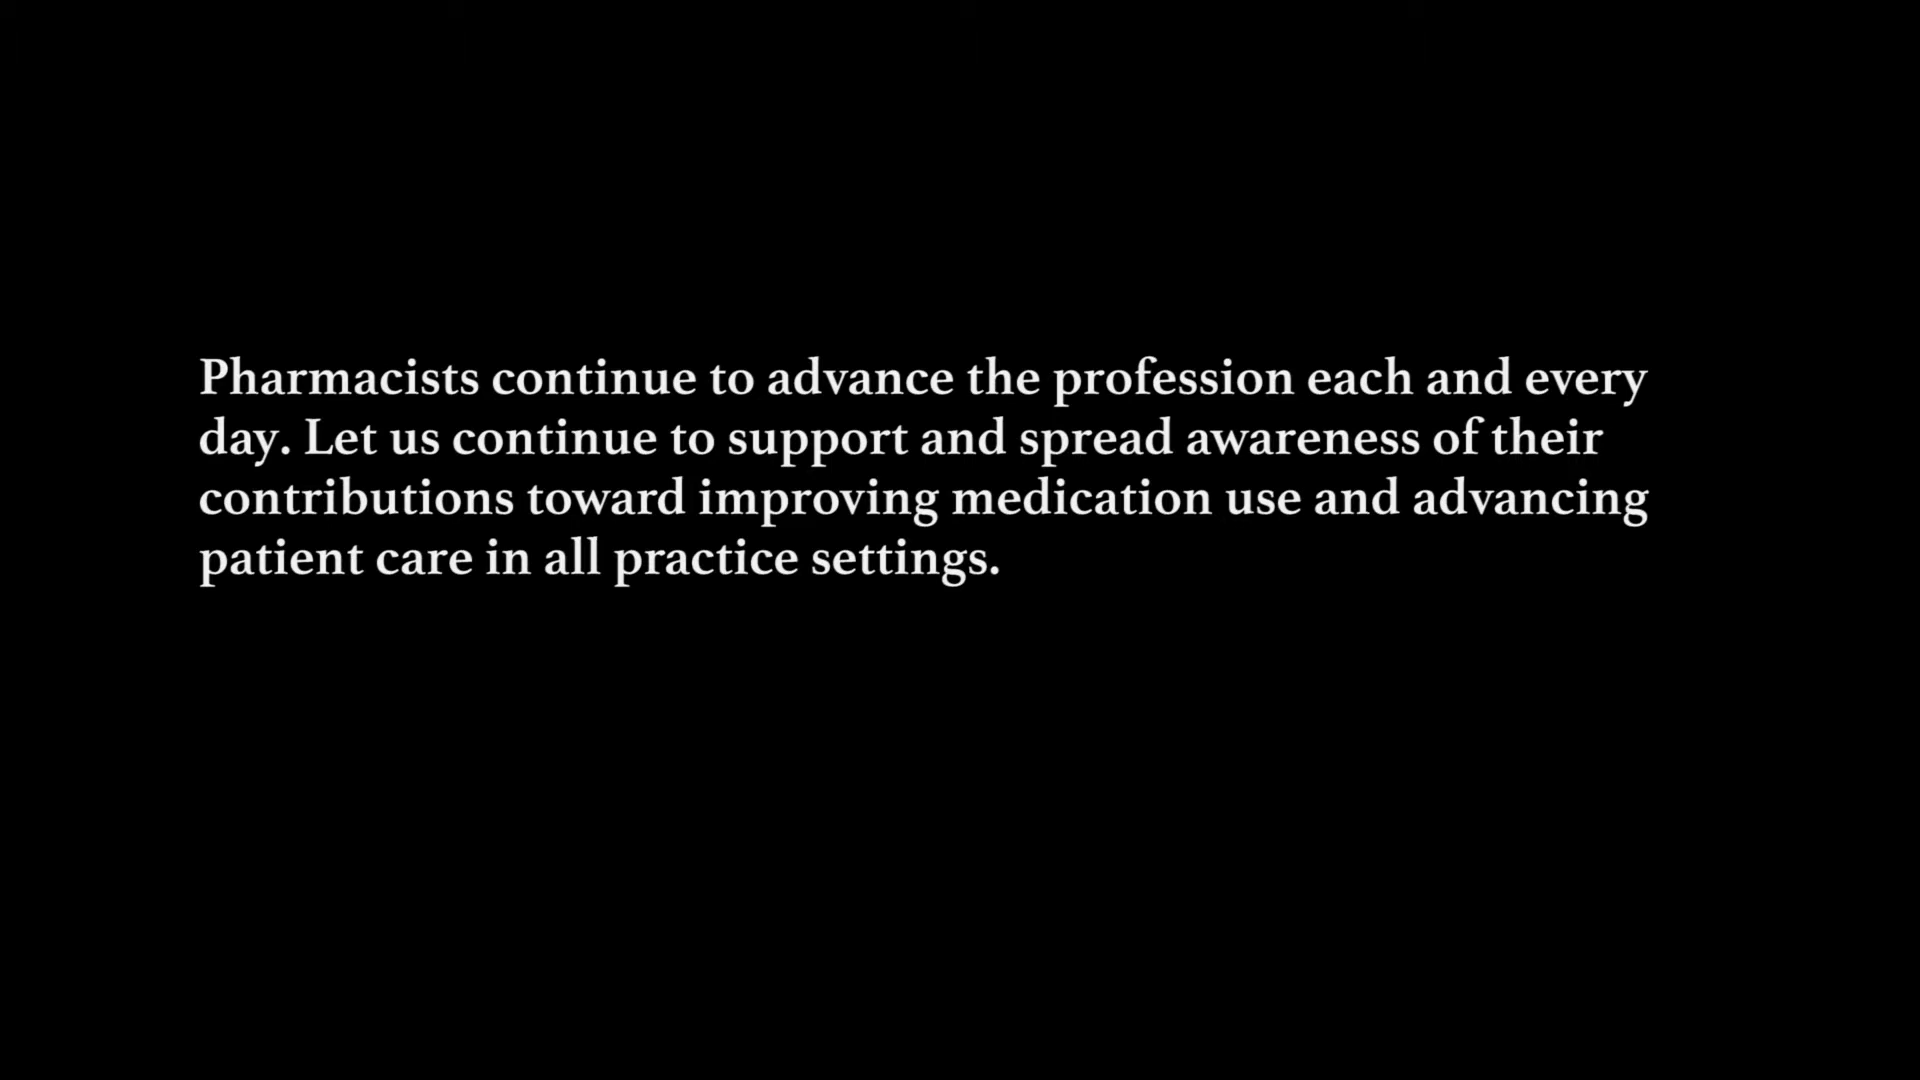 Pharmacists continue to advance the profession each and every
day. Let us continue to support and spread awareness of their
contributions toward improving medication use and advancing
patient care in all practice settings.